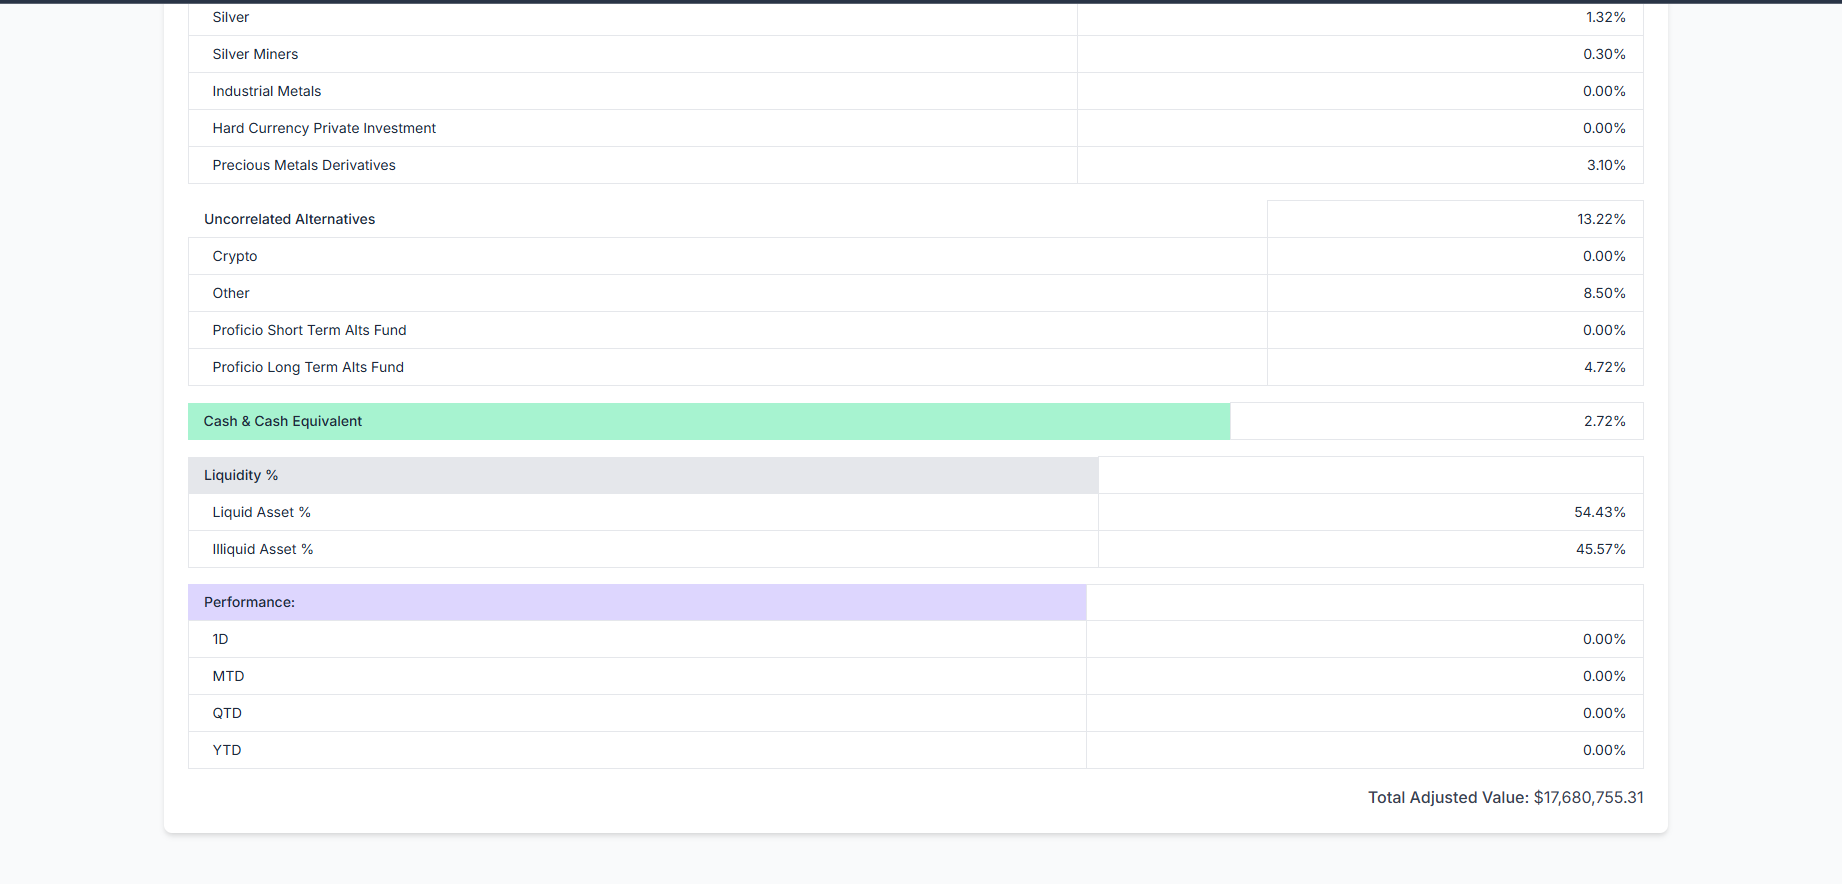 Silver 1.32%
Silver Miners 0.30%
Industrial Metals 0.00%
Hard Currency Private Investment 0.00%
Precious Metals Derivatives 3.10%
Uncorrelated Alternatives 13.22%
Crypto 0.00%
Other 8.50%
Proficio Short Term Alts Fund 0.00%
Proficio Long Term Alts Fund 4.72%
Cash & Cash Equivalent 2.72%
Liquidity %
Liquid Asset % 54.43%
Illiquid Asset % 45.57%
Performance:
1D 0.00%
MTD 0.00%
QTD 0.00%
YTD 0.00%
Total Adjusted Value: $17,680,755.31